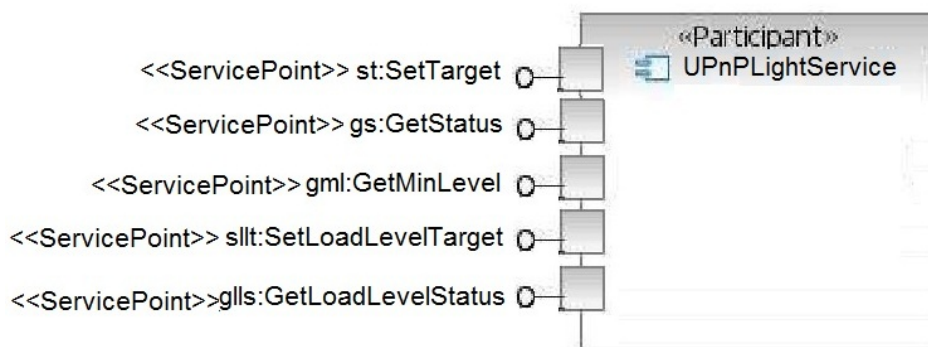 «Participant»
UPnPLightService
<<ServicePoint>> st:SetTarget
<<ServicePoint>> gs:GetStatus
<<ServicePoint>> gml:GetMinLevel
<<ServicePoint>> sllt:SetLoadLevelTarget
<<ServicePoint>>glls:GetLoadLevelStatus